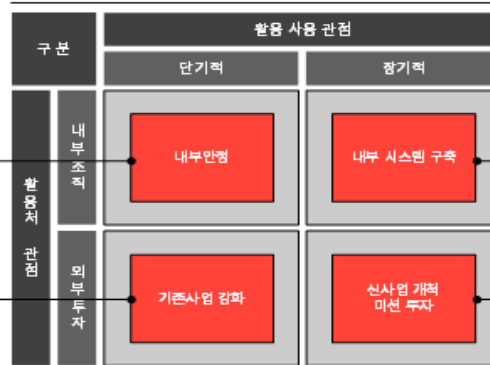 구 분
활용 사용 관점
단기적
장기적
활용처 관점
내부조직
내부안정
내부 시스템 구축
외부투자
기존사업 강화
신사업 개척
미션 투자